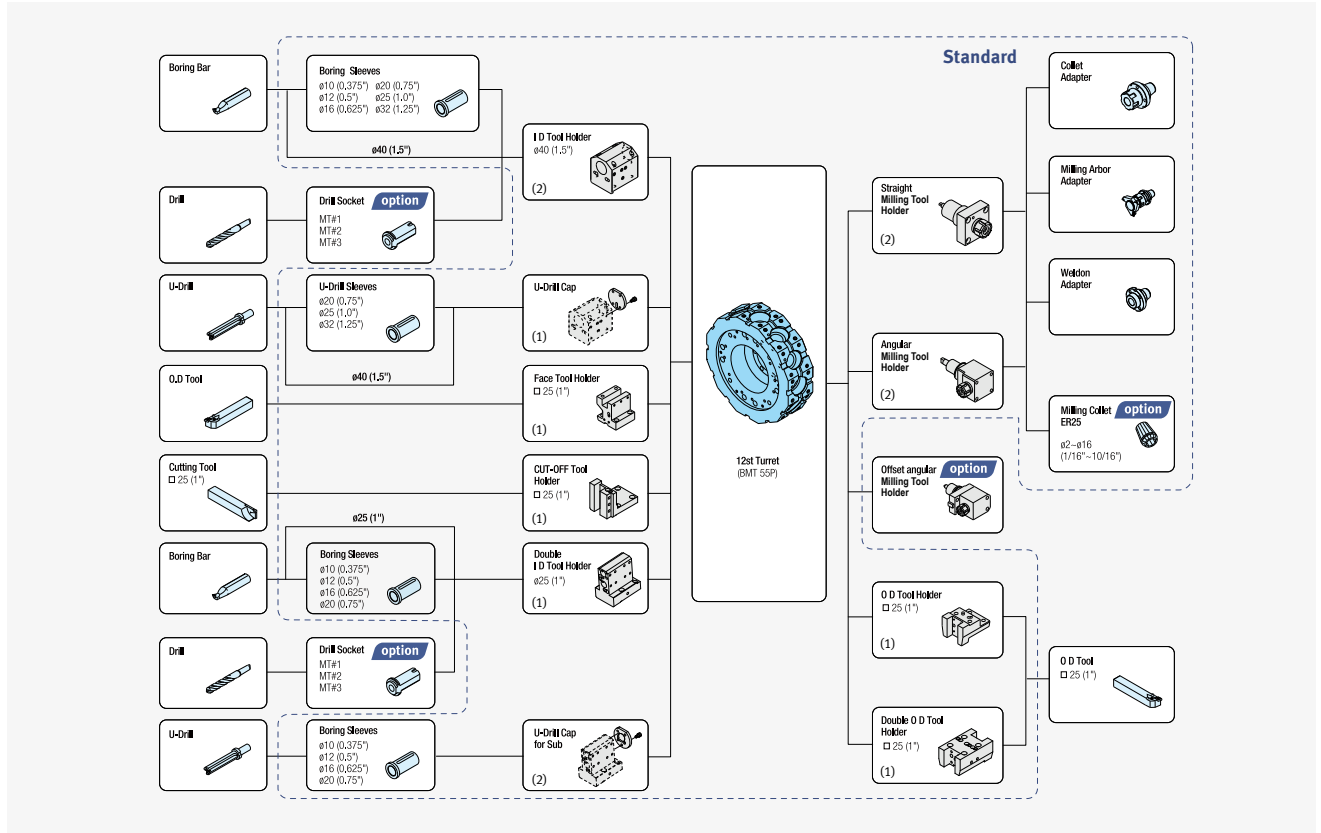 Standard
Boring Bar
Boring Sleeves
ø10 (0.375") ø20 (0.75")
ø12 (0.5") ø25 (1.0")
ø16 (0.625") ø32 (1.25")
ø40 (1.5")
I D Tool Holder
ø40 (1.5")
(2)
Drill
Drill Socket
option
MT#1
MT#2
MT#3
U-Drill
U-Drill Sleeves
ø20 (0.75")
ø25 (1.0")
ø32 (1.25")
ø40 (1.5")
U-Drill Cap
(1)
O.D Tool
Face Tool Holder
□ 25 (1")
(1)
Cutting Tool
□ 25 (1")
CUT-OFF Tool
Holder
□ 25 (1")
(1)
ø25 (1")
Boring Bar
Boring Sleeves
ø10 (0.375")
ø12 (0.5")
ø16 (0.625")
ø20 (0.75")
Double
I D Tool Holder
ø25 (1")
(1)
Drill
Drill Socket
option
MT#1
MT#2
MT#3
U-Drill
Boring Sleeves
ø10 (0.375")
ø12 (0.5")
ø16 (0.625")
ø20 (0.75")
U-Drill Cap
for Sub
(2)
12st Turret
(BMT 55P)
Straight
Milling Tool
Holder
(2)
Angular
Milling Tool
Holder
(2)
Offset angular
Milling Tool
Holder
option
O D Tool Holder
□ 25 (1")
(1)
Double O D Tool
Holder
□ 25 (1")
(1)
Collet
Adapter
Milling Arbor
Adapter
Weldon
Adapter
Milling Collet
ER25
option
ø2~ø16
(1/16"~10/16")
O D Tool
□ 25 (1")